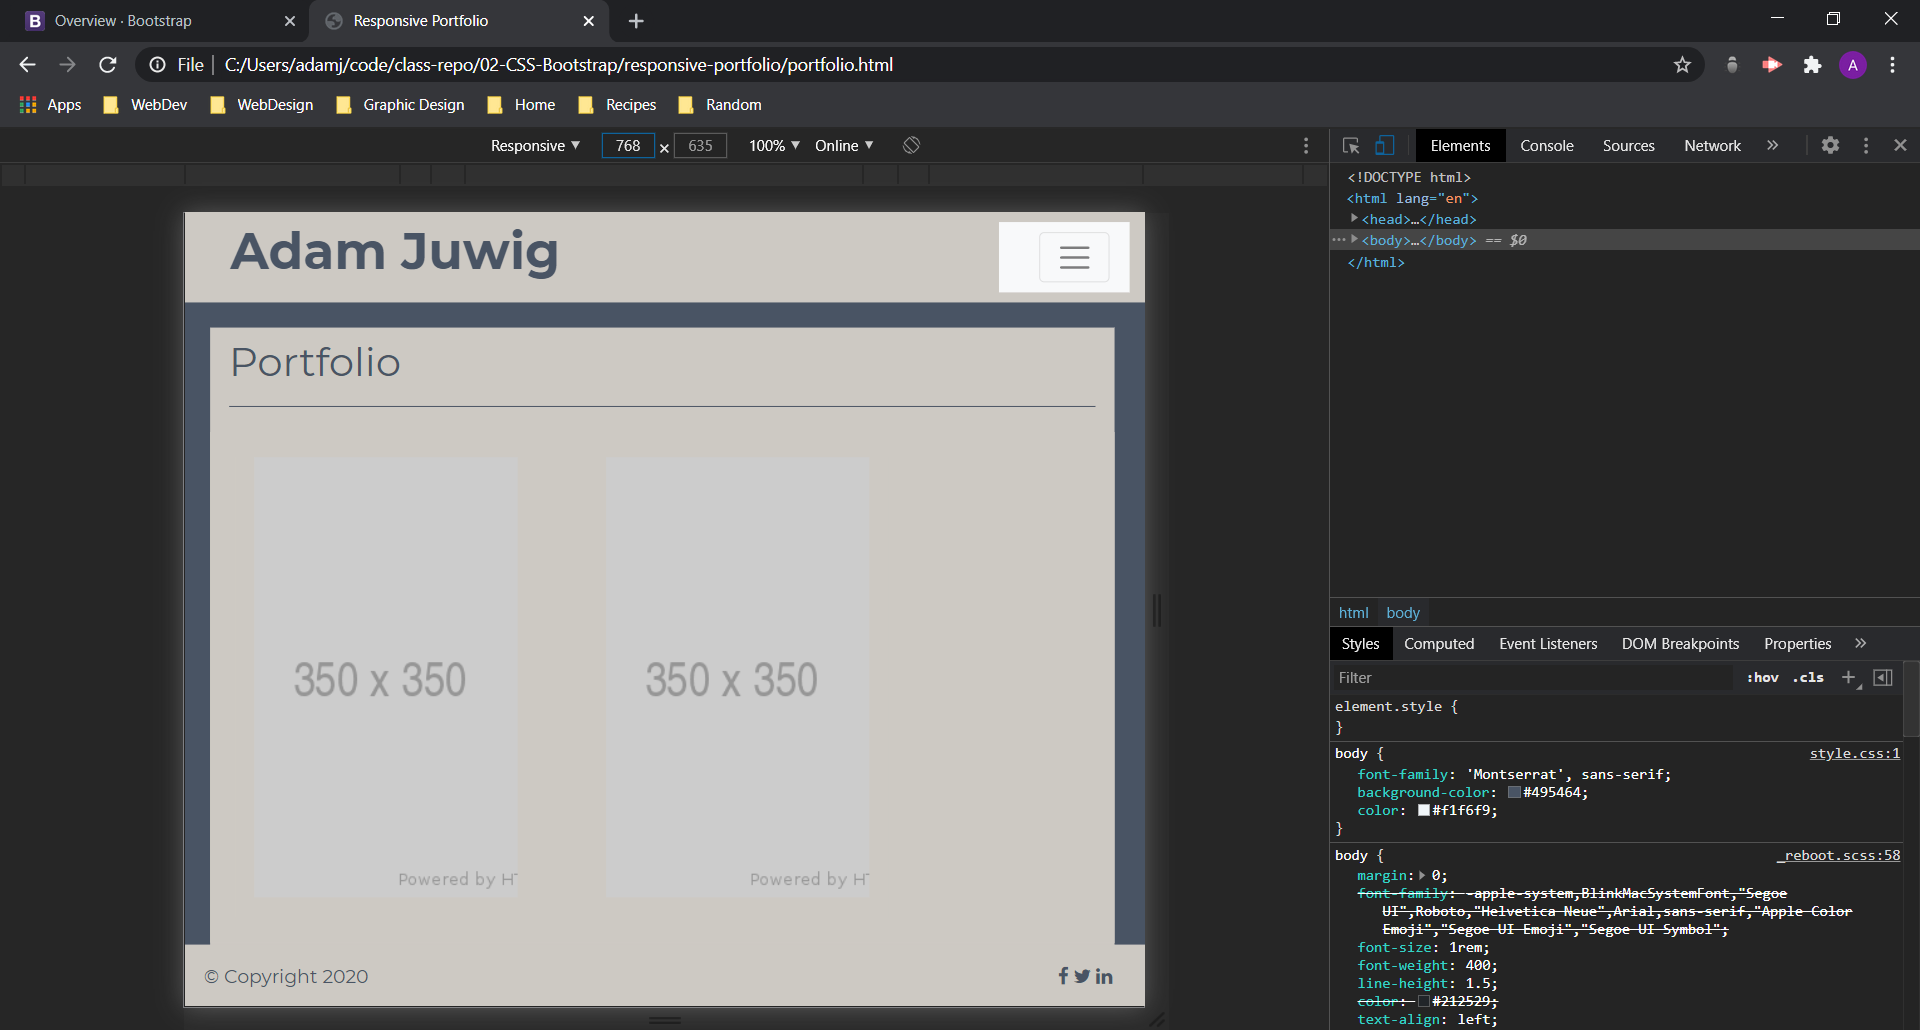 Overview · Bootstrap
Responsive Portfolio
File | C:/Users/adamj/code/class-repo/02-CSS-Bootstrap/responsive-portfolio/portfolio.html
A
Apps WebDev WebDesign Graphic Design Home Recipes Random
Responsive ▼ 768 × 635 100% ▼ Online ▼
Elements Console Sources Network »
<!DOCTYPE html>
<html lang="en">
<head>…</head>
<body>…</body> == $0
</html>
Adam Juwig
Portfolio
350 x 350 350 x 350
Powered by HT Powered by HT
© Copyright 2020
html body
Styles Computed Event Listeners DOM Breakpoints Properties »
Filter :hov .cls +
element.style {
}
body { style.css:1
font-family: 'Montserrat', sans-serif;
background-color: #495464;
color: #f1f6f9;
}
body { _reboot.scss:58
margin: 0;
font-family: -apple-system,BlinkMacSystemFont,"Segoe
UI",Roboto,"Helvetica Neue",Arial,sans-serif,"Apple Color
Emoji","Segoe UI Emoji","Segoe UI Symbol";
font-size: 1rem;
font-weight: 400;
line-height: 1.5;
color: #212529;
text-align: left;